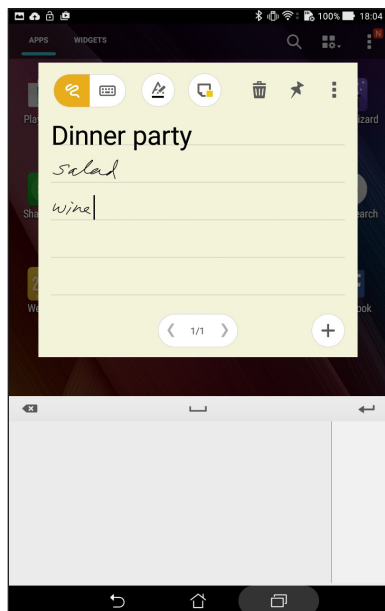 100% 18:04
APPS WIDGETS
N
Dinner party
salad
wine
1/1